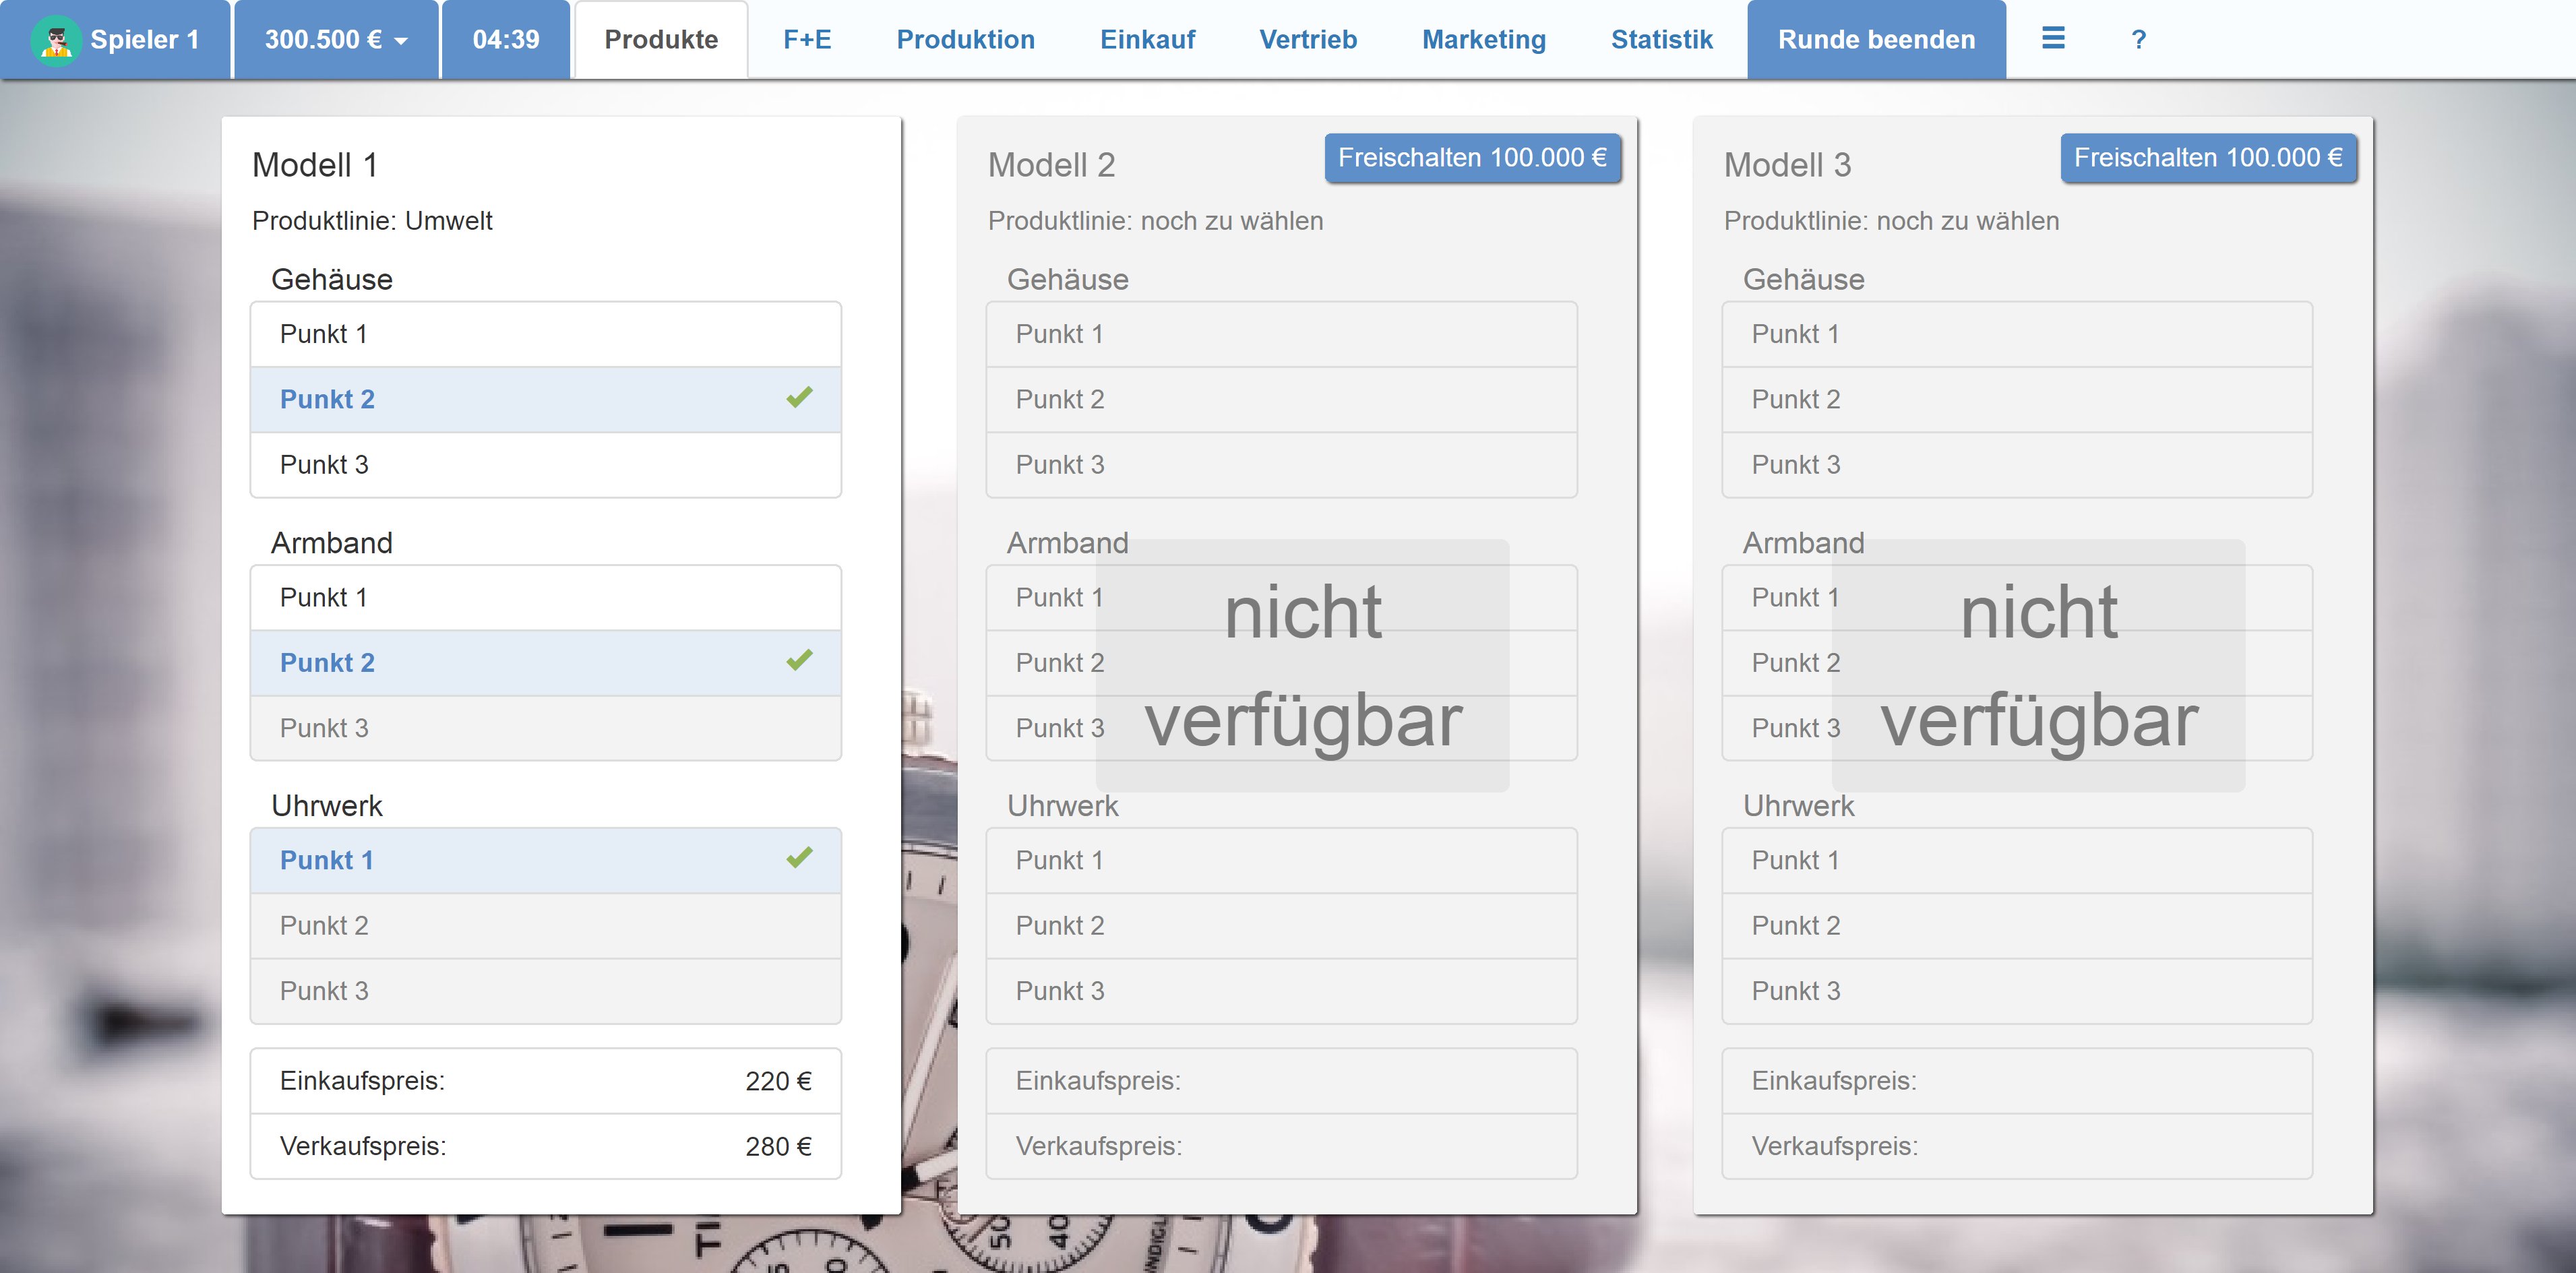 Spieler 1 300.500 € 04:39 Produkte F+E Produktion Einkauf Vertrieb Marketing Statistik Runde beenden ?
Modell 1
Produktlinie: Umwelt
Gehäuse
Punkt 1
Punkt 2
Punkt 3
Armband
Punkt 1
Punkt 2
Punkt 3
Uhrwerk
Punkt 1
Punkt 2
Punkt 3
Einkaufspreis: 220 €
Verkaufspreis: 280 €
Modell 2 Freischalten 100.000 €
Produktlinie: noch zu wählen
Gehäuse
Punkt 1
Punkt 2
Punkt 3
Armband
Punkt 1
Punkt 2
Punkt 3
nicht
verfügbar
Uhrwerk
Punkt 1
Punkt 2
Punkt 3
Einkaufspreis:
Verkaufspreis:
Modell 3 Freischalten 100.000 €
Produktlinie: noch zu wählen
Gehäuse
Punkt 1
Punkt 2
Punkt 3
Armband
Punkt 1
Punkt 2
Punkt 3
nicht
verfügbar
Uhrwerk
Punkt 1
Punkt 2
Punkt 3
Einkaufspreis:
Verkaufspreis:
50
40